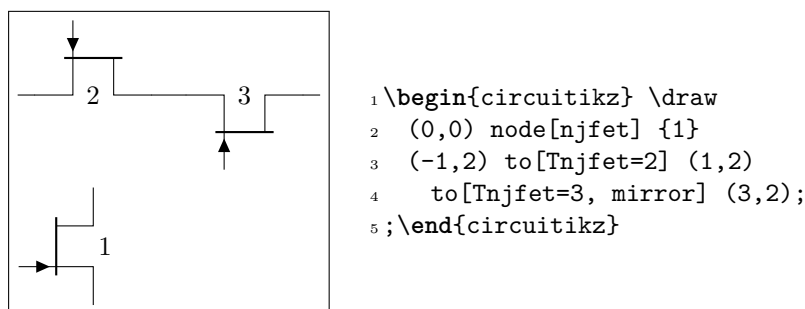 2
3
1
1 \begin{circuitikz} \draw
2 (0,0) node[njfet] {1}
3 (-1,2) to[Tnjfet=2] (1,2)
4 to[Tnjfet=3, mirror] (3,2);
5 ;\end{circuitikz}